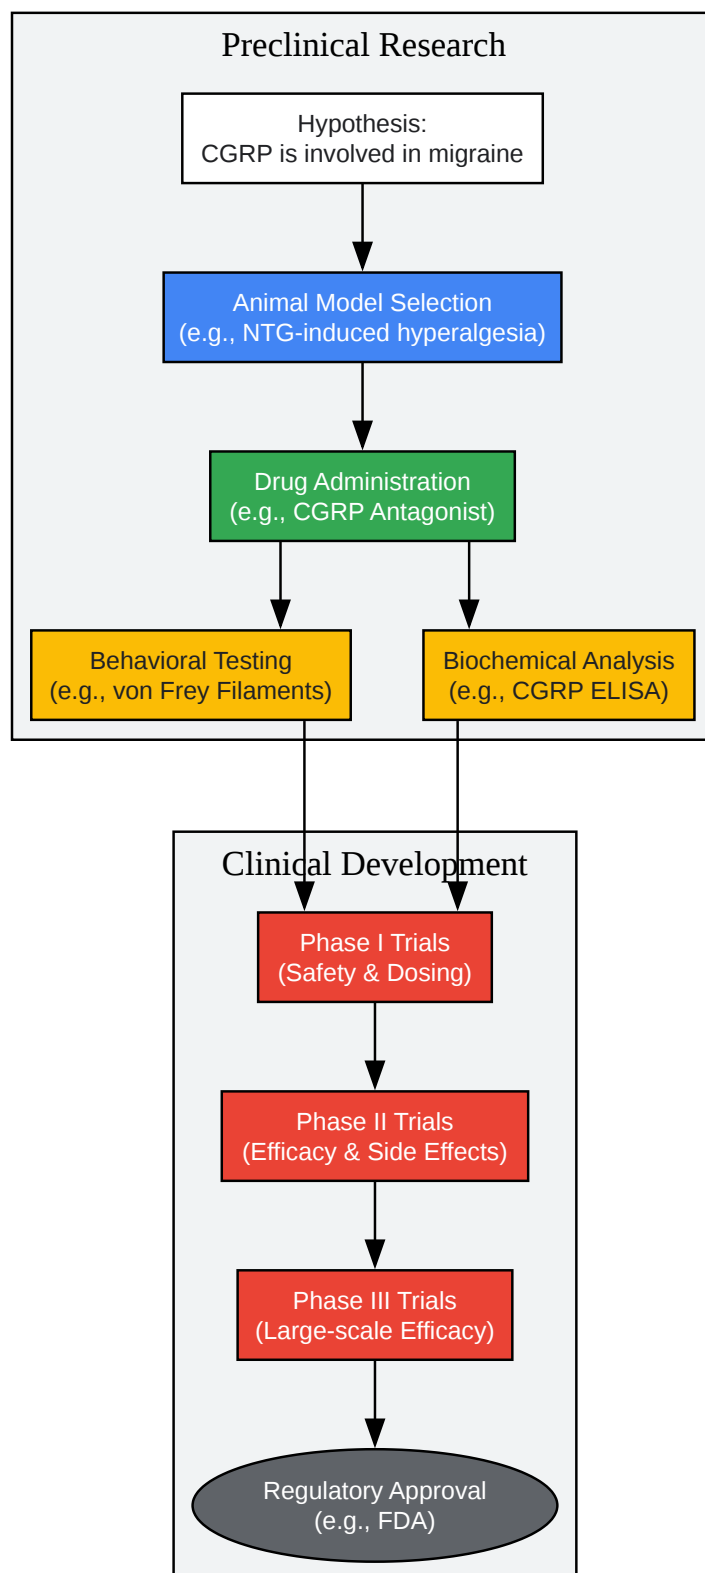 Preclinical Research
Hypothesis:
CGRP is involved in migraine
Animal Model Selection
(e.g., NTG-induced hyperalgesia)
Drug Administration
(e.g., CGRP Antagonist)
Behavioral Testing
(e.g., von Frey Filaments)
Biochemical Analysis
(e.g., CGRP ELISA)
Clinical Development
Phase I Trials
(Safety & Dosing)
Phase II Trials
(Efficacy & Side Effects)
Phase III Trials
(Large-scale Efficacy)
Regulatory Approval
(e.g., FDA)